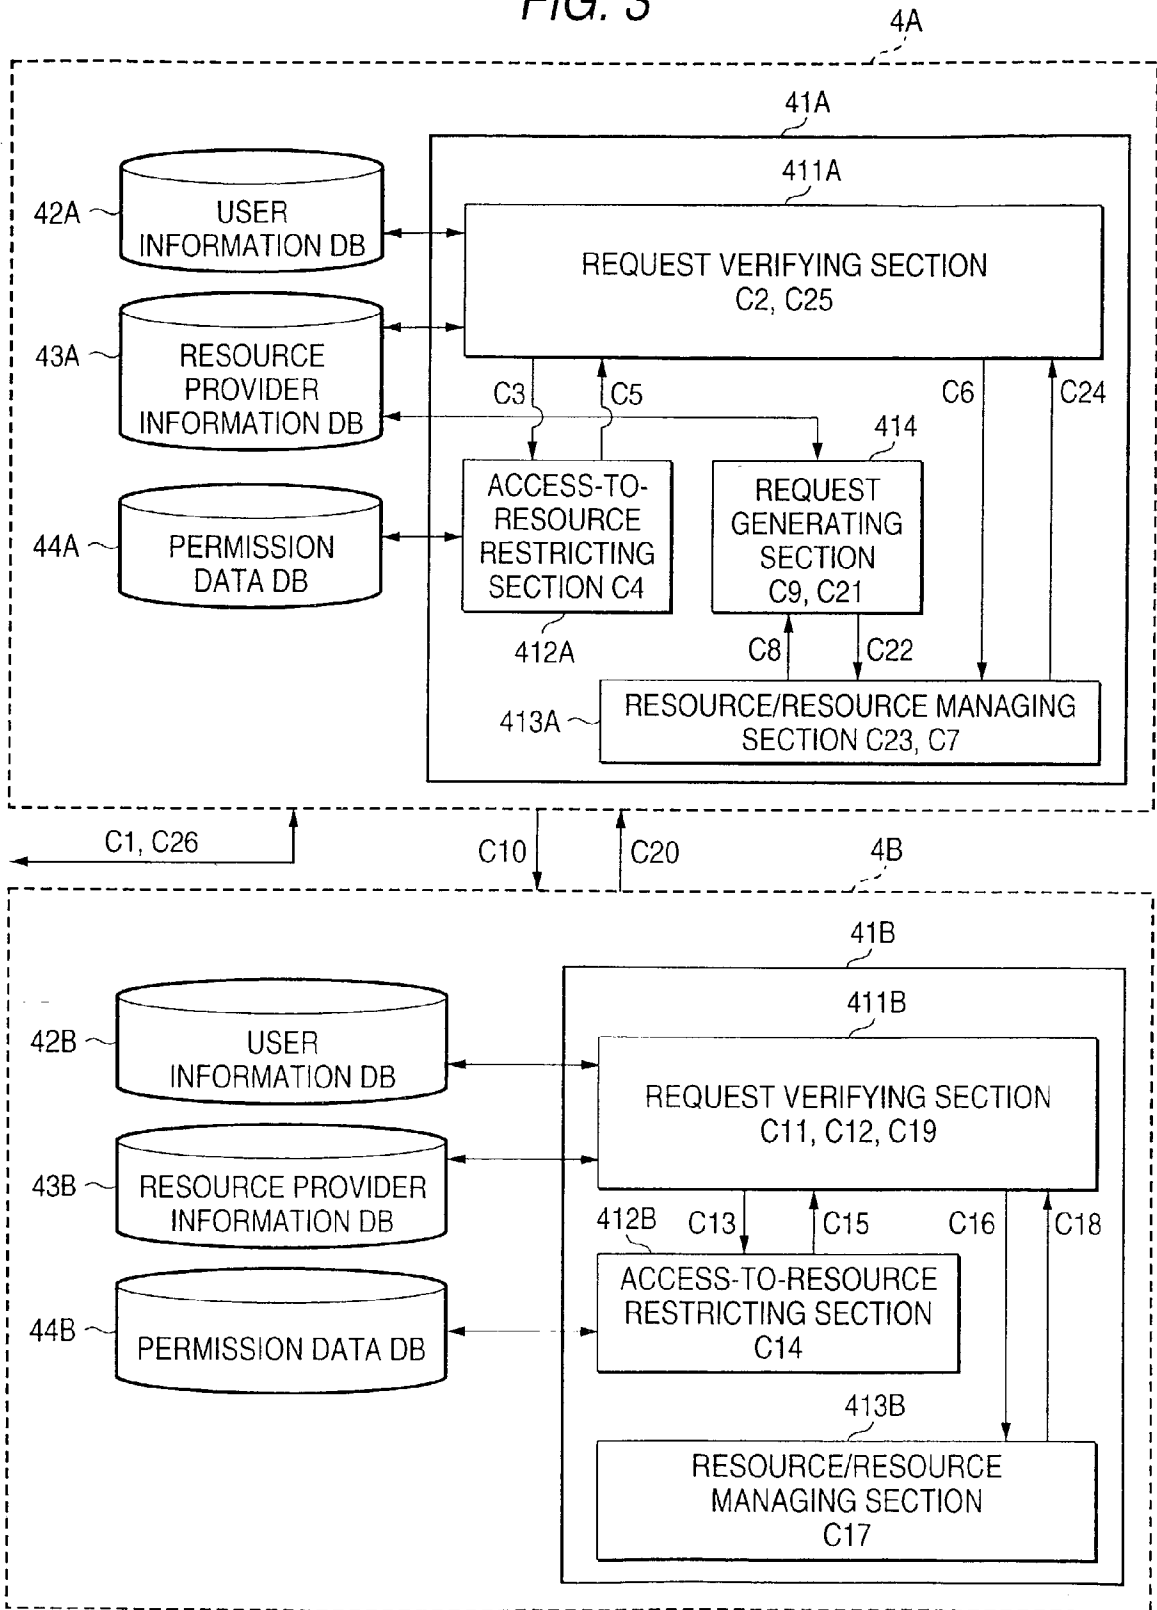 FIG. 3
4A
41A
411A
42A
USER
INFORMATION DB
REQUEST VERIFYING SECTION
C2, C25
43A
RESOURCE
PROVIDER
INFORMATION DB
C3
C5
C6
C24
414
44A
PERMISSION
DATA DB
ACCESS-TO-
RESOURCE
RESTRICTING
SECTION C4
REQUEST
GENERATING
SECTION
C9, C21
412A
C8
C22
413A
RESOURCE/RESOURCE MANAGING
SECTION C23, C7
C1, C26
C10
C20
4B
41B
411B
42B
USER
INFORMATION DB
REQUEST VERIFYING SECTION
C11, C12, C19
43B
RESOURCE PROVIDER
INFORMATION DB
412B
C13
C15
C16
C18
44B
PERMISSION DATA DB
ACCESS-TO-RESOURCE
RESTRICTING SECTION
C14
413B
RESOURCE/RESOURCE
MANAGING SECTION
C17